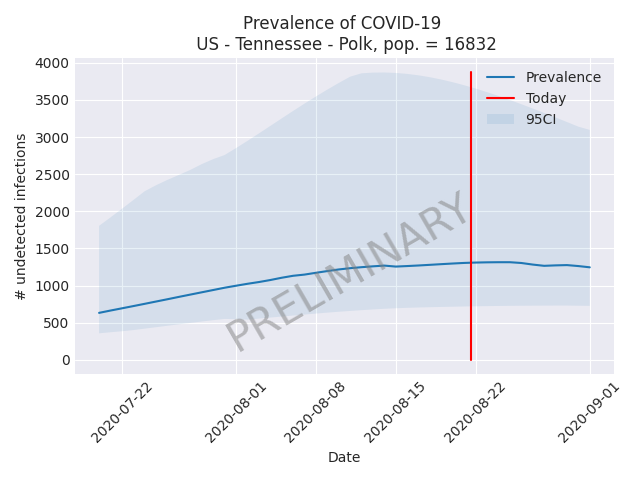 Prevalence of COVID-19
US - Tennessee - Polk, pop. = 16832
4000
3500
3000
2500
2000
1500
1000
500
0
# undetected infections
Prevalence
Today
95CI
PRELIMINARY
2020-07-22
2020-08-01
2020-08-08
2020-08-15
2020-08-22
2020-09-01
Date